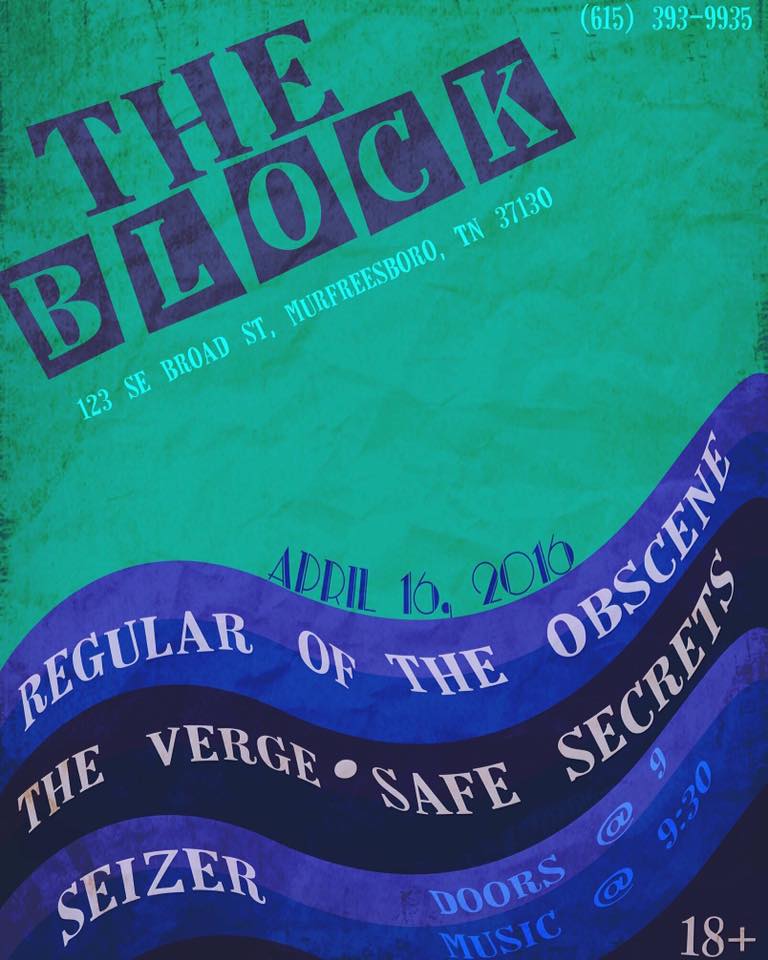 (615) 393-9935
THE
BLOCK
123 SE BROAD ST, MURFREESBORO, TN 37130
APRIL 16, 2016
REGULAR OF THE OBSCENE
THE VERGE • SAFE SECRETS
SEIZER
DOORS @ 9
MUSIC @ 9:30
18+